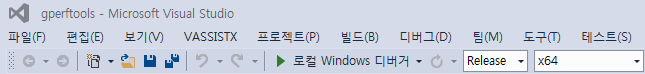 gperftools - Microsoft Visual Studio
파일(F) 편집(E) 보기(V) VASSISTX 프로젝트(P) 빌드(B) 디버그(D) 팀(M) 도구(T) 테스트(S)
로컬 Windows 디버거 Release x64